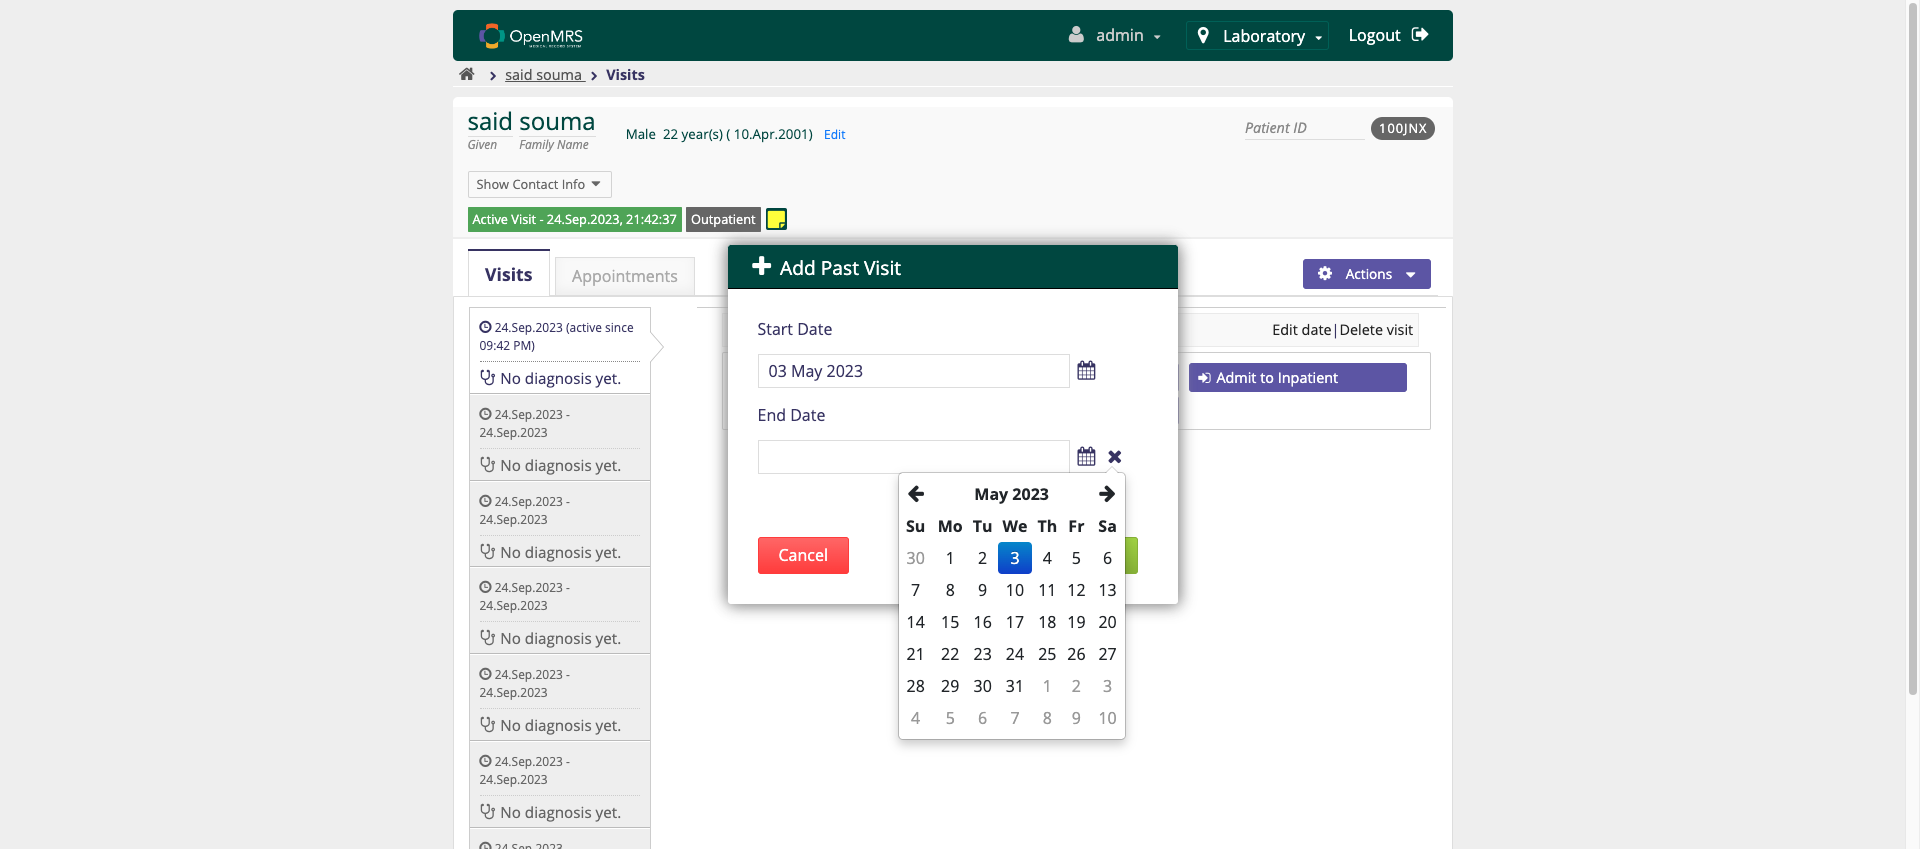 OpenMRS
MEDICAL RECORD SYSTEM
admin
Laboratory
Logout
said souma
Visits
said souma
Given Family Name
Male 22 year(s) ( 10.Apr.2001) Edit
Patient ID
100JNX
Show Contact Info
Active Visit - 24.Sep.2023, 21:42:37
Outpatient
Visits
Appointments
Actions
Add Past Visit
Start Date
03 May 2023
End Date
May 2023
Su Mo Tu We Th Fr Sa
30 1 2 3 4 5 6
7 8 9 10 11 12 13
14 15 16 17 18 19 20
21 22 23 24 25 26 27
28 29 30 31 1 2 3
4 5 6 7 8 9 10
Cancel
Edit date|Delete visit
Admit to Inpatient
24.Sep.2023 (active since
09:42 PM)
No diagnosis yet.
24.Sep.2023 -
24.Sep.2023
No diagnosis yet.
24.Sep.2023 -
24.Sep.2023
No diagnosis yet.
24.Sep.2023 -
24.Sep.2023
No diagnosis yet.
24.Sep.2023 -
24.Sep.2023
No diagnosis yet.
24.Sep.2023 -
24.Sep.2023
No diagnosis yet.
24.Sep.2023